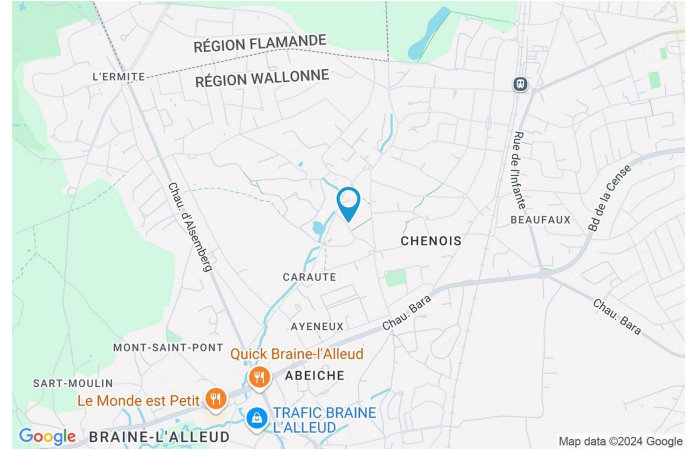 RÉGION FLAMANDE
L'ERMITE
RÉGION WALLONNE
Rue de l'Infante
Bd de la Cense
Chau. d'Alsemberg
BEAUFAUX
CHENOIS
CARAUTE
Chau. Bara
Chau. Bara
AYENEUX
MONT-SAINT-PONT
Quick Braine-l'Alleud
ABEICHE
SART-MOULIN
Le Monde est Petit
TRAFIC BRAINE
L'ALLEUD
BRAINE-L'ALLEUD
Google
Map data ©2024 Google